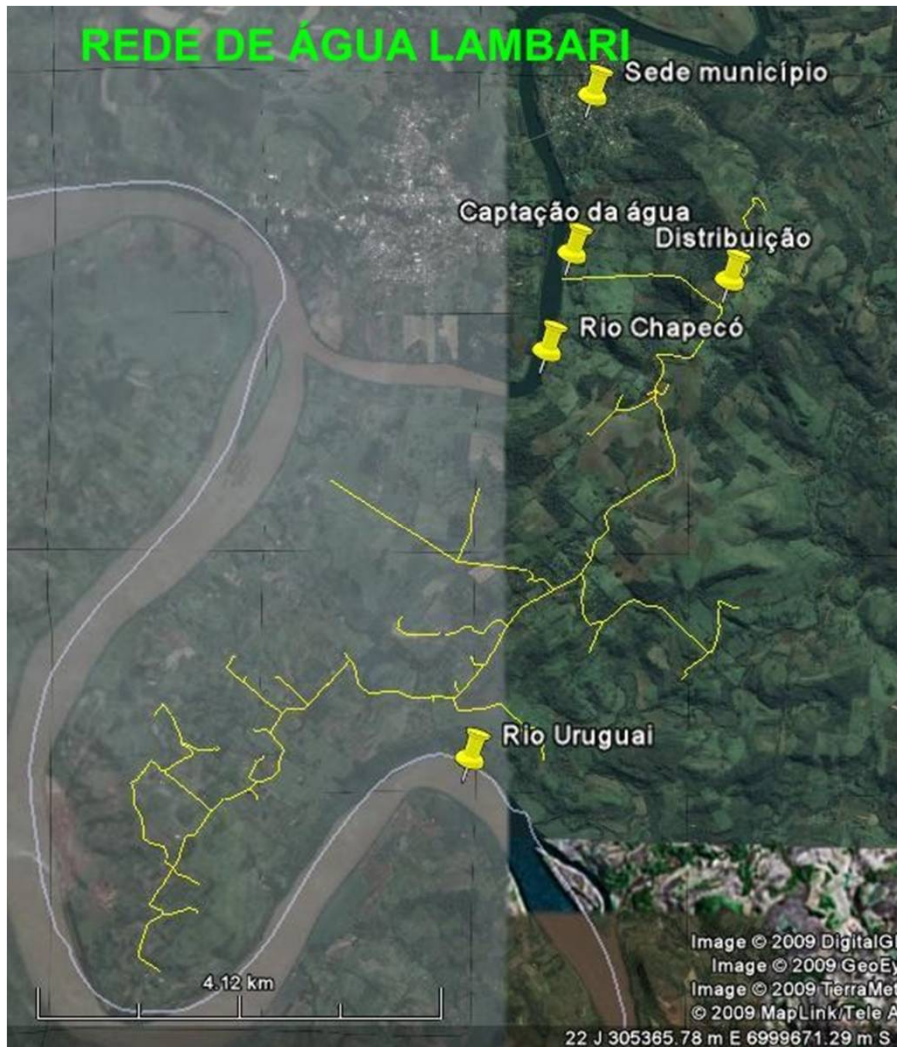 REDE DE ÁGUA LAMBARI
Sede município
Captação da água
Distribuição
Rio Chapecó
Rio Uruguai
4.12 km
Image © 2009 DigitalGl
Image © 2009 GeoEy
Image © 2009 TerraMet
© 2009 MapLink/Tele A
22 J 305365.78 m E 6999671.29 m S